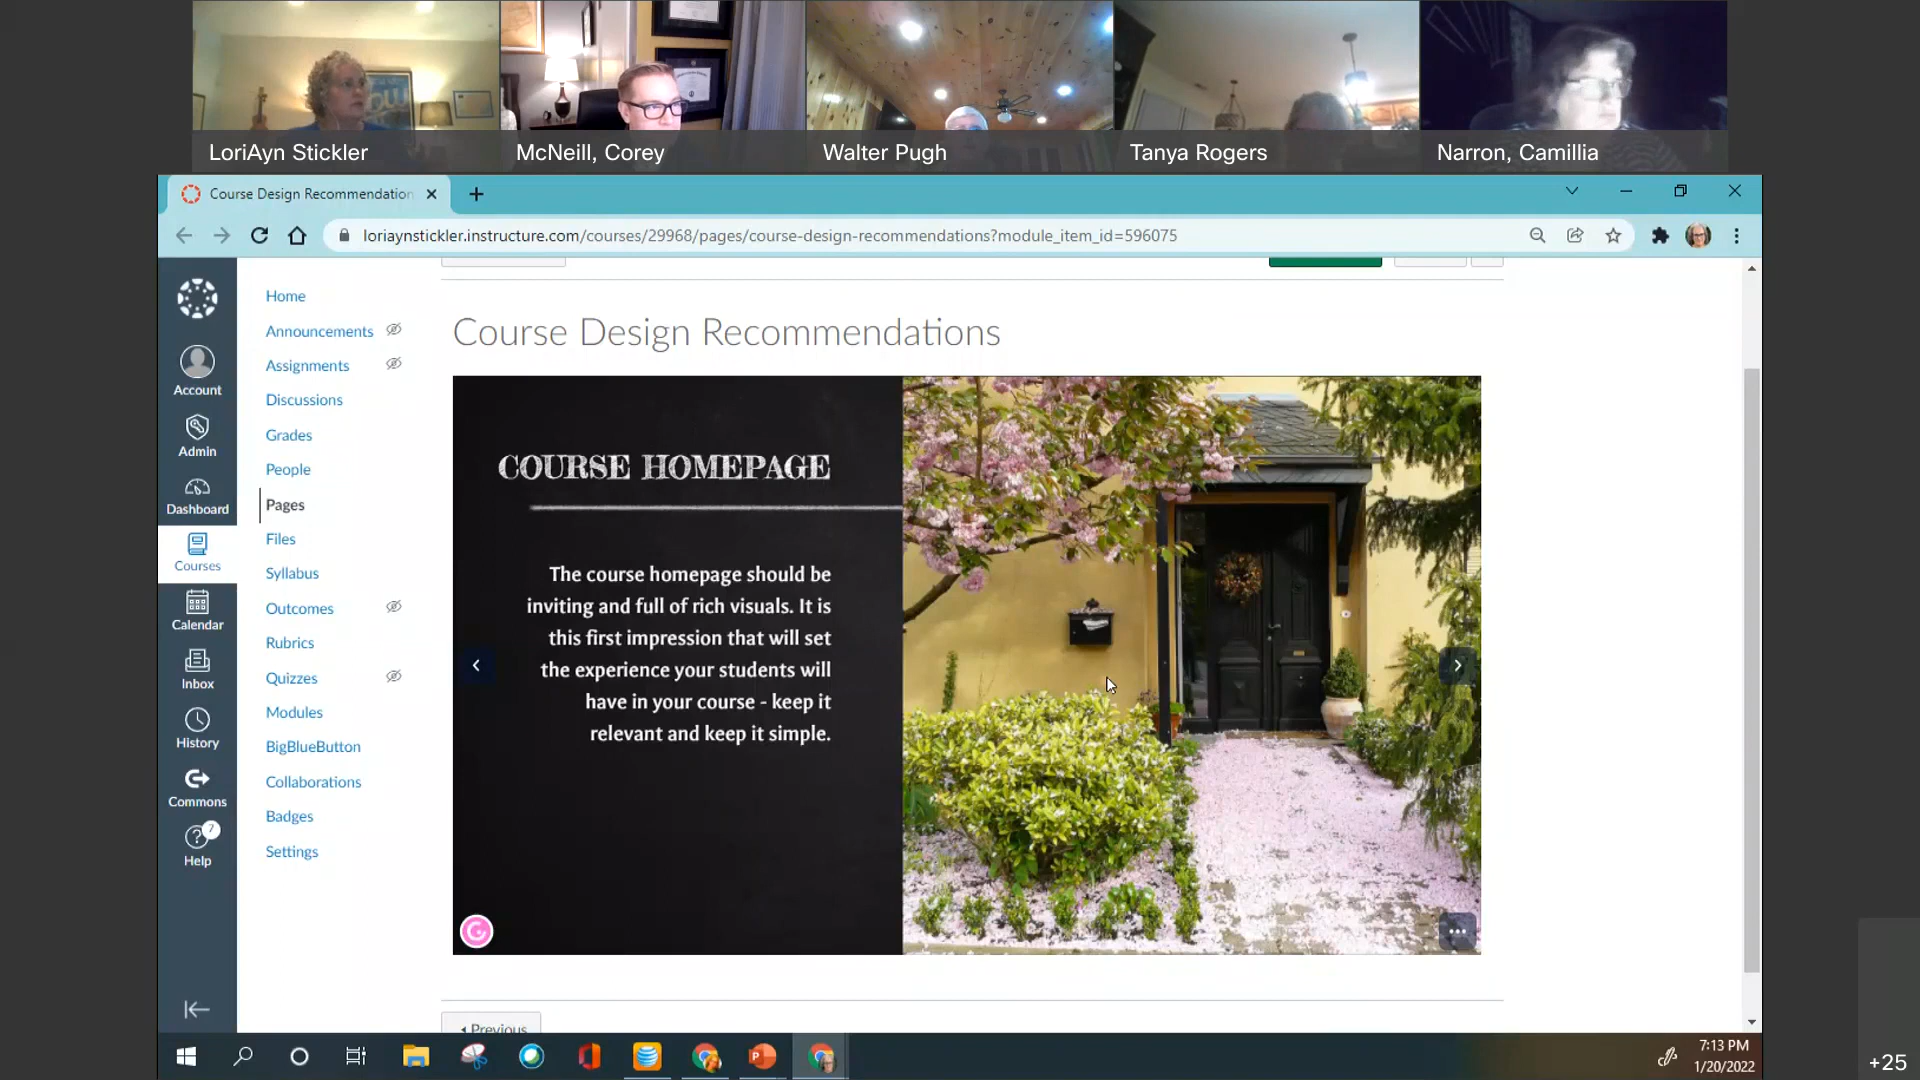 LoriAyn Stickler
McNeill, Corey
Walter Pugh
Tanya Rogers
Narron, Camillia
Course Design Recommendation
loriaynstickler.instructure.com/courses/29968/pages/course-design-recommendations?module_item_id=596075
Account
Admin
Dashboard
Courses
Calendar
Inbox
History
Commons
7
Help
Home
Announcements
Assignments
Discussions
Grades
People
Pages
Files
Syllabus
Outcomes
Rubrics
Quizzes
Modules
BigBlueButton
Collaborations
Badges
Settings
Course Design Recommendations
COURSE HOMEPAGE
The course homepage should be
inviting and full of rich visuals. It is
this first impression that will set
the experience your students will
have in your course - keep it
relevant and keep it simple.
Previous
7:13 PM
1/20/2022
+25